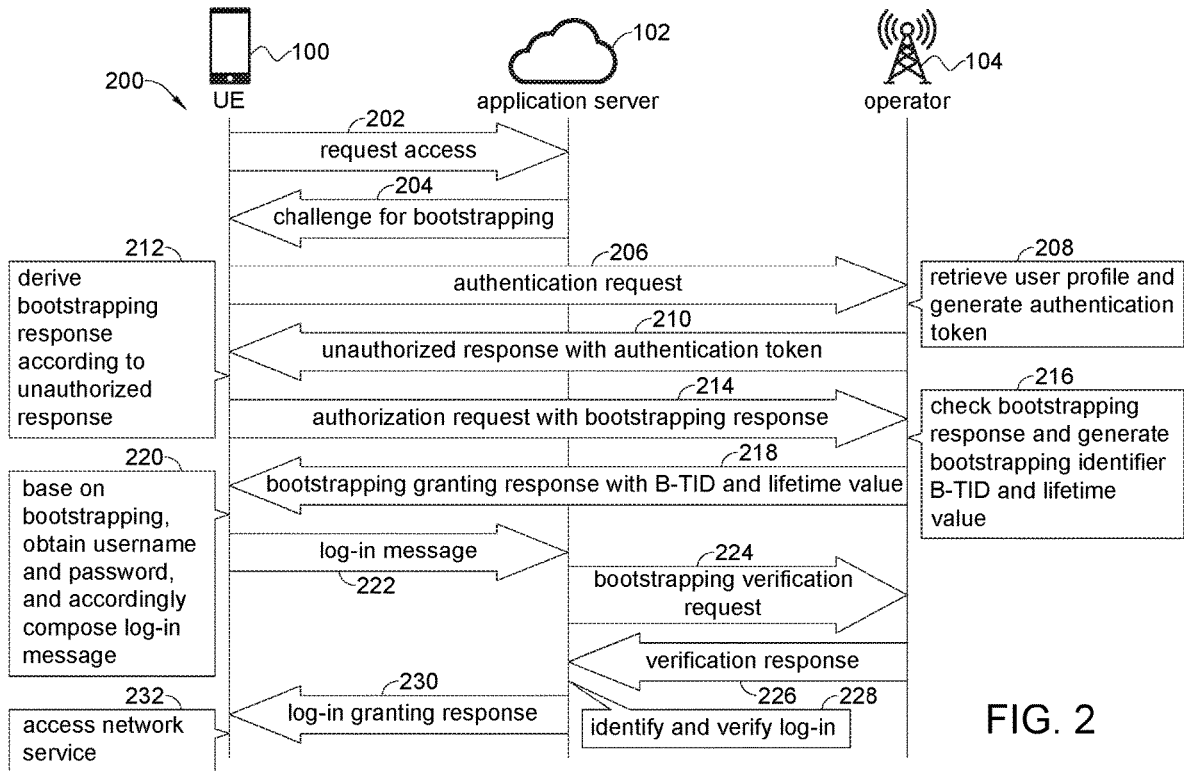 100
200
UE
102
application server
104
operator
202
request access
204
challenge for bootstrapping
212
derive
bootstrapping
response
according to
unauthorized
response
206
authentication request
208
retrieve user profile and
generate authentication
token
210
unauthorized response with authentication token
214
authorization request with bootstrapping response
216
check bootstrapping
response and generate
bootstrapping identifier
B-TID and lifetime
value
218
bootstrapping granting response with B-TID and lifetime value
220
base on
bootstrapping,
obtain username
and password,
and accordingly
compose log-in
message
log-in message
222
224
bootstrapping verification
request
verification response
226
228
identify and verify log-in
230
log-in granting response
232
access network
service
FIG. 2